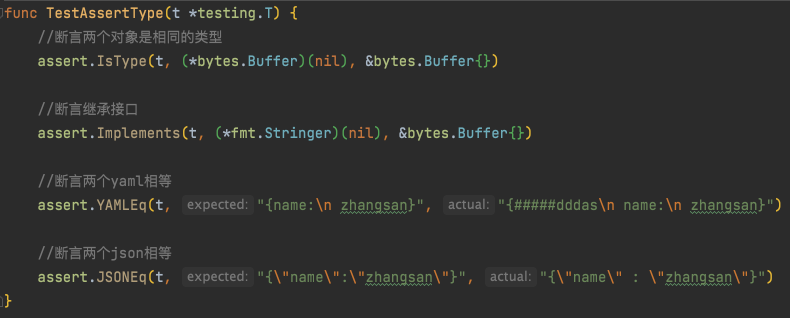 func TestAssertType(t *testing.T) {
//断言两个对象是相同的类型
assert.IsType(t, (*bytes.Buffer)(nil), &bytes.Buffer{})
//断言继承接口
assert.Implements(t, (*fmt.Stringer)(nil), &bytes.Buffer{})
//断言两个yaml相等
assert.YAMLEq(t, expected: "{name:\n zhangsan}", actual: "{#####dddas\n name:\n zhangsan}")
//断言两个json相等
assert.JSONEq(t, expected: "{\"name\":\"zhangsan\"}", actual: "{\"name\" : \"zhangsan\"}")
}